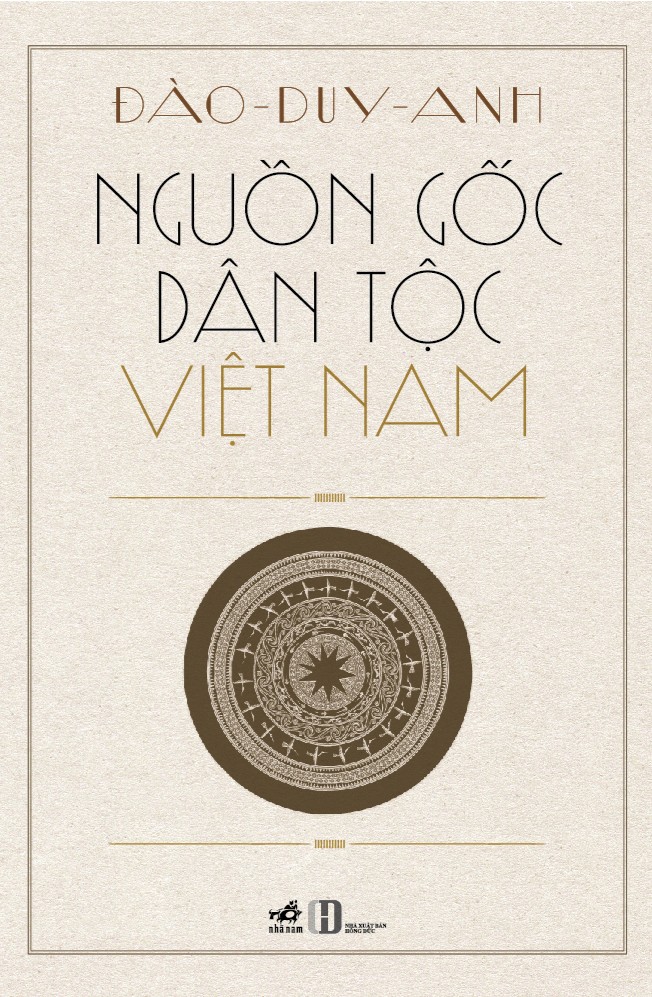 ĐÀO-DUY-ANH
NGUỒN GỐC
DÂN TỘC
VIỆT NAM
nhã nam
NHÀ XUẤT BẢN
HỒNG ĐỨC